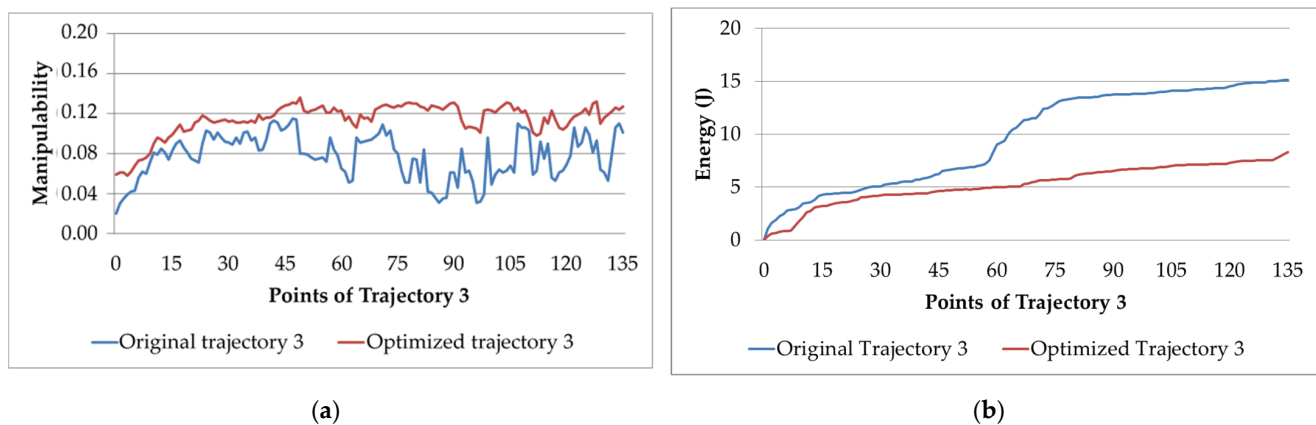 0.20
0.16
0.12
0.08
0.04
0.00
Manipulability
0 15 30 45 60 75 90 105 120 135
Points of Trajectory 3
Original trajectory 3 Optimized trajectory 3
(a)
20
15
10
5
0
Energy (J)
0 15 30 45 60 75 90 105 120 135
Points of Trajectory 3
Original Trajectory 3 Optimized Trajectory 3
(b)